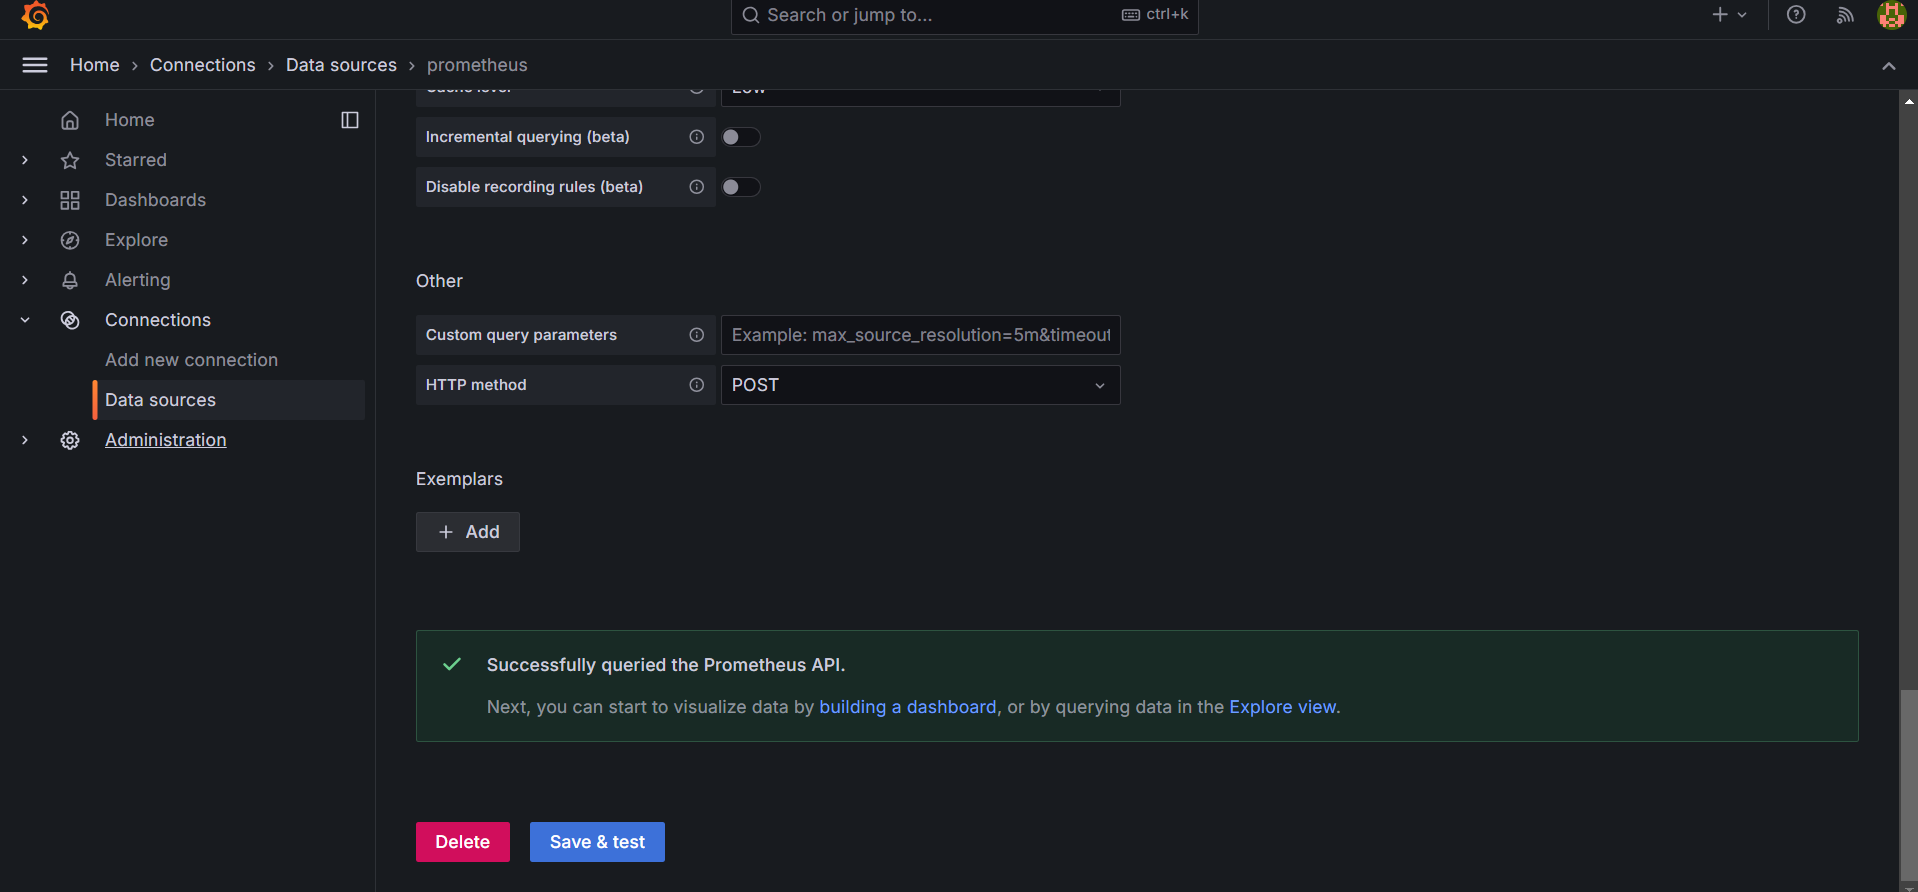 Search or jump to... ctrl+k
Home › Connections › Data sources › prometheus
Home
Starred
Dashboards
Explore
Alerting
Connections
Add new connection
Data sources
Administration
Cache level Low
Incremental querying (beta)
Disable recording rules (beta)
Other
Custom query parameters Example: max_source_resolution=5m&timeout
HTTP method POST
Exemplars
+ Add
Successfully queried the Prometheus API.
Next, you can start to visualize data by building a dashboard, or by querying data in the Explore view.
Delete Save & test